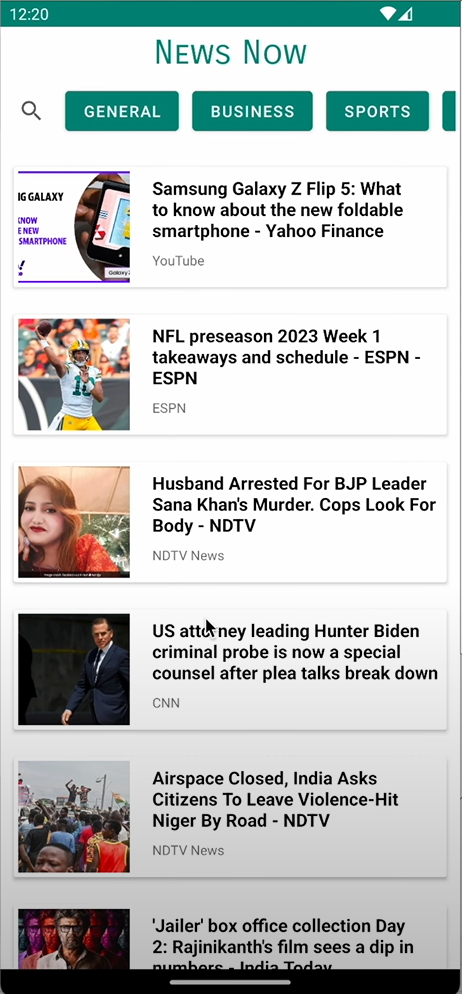 12:20
News Now
GENERAL
BUSINESS
SPORTS
NG GALAXY
KNOW
E NEW
SMARTPHONE
Galaxy Z
Samsung Galaxy Z Flip 5: What
to know about the new foldable
smartphone - Yahoo Finance
YouTube
NFL preseason 2023 Week 1
takeaways and schedule - ESPN -
ESPN
ESPN
Husband Arrested For BJP Leader
Sana Khan's Murder. Cops Look For
Body - NDTV
NDTV News
US attorney leading Hunter Biden
criminal probe is now a special
counsel after plea talks break down
CNN
Airspace Closed, India Asks
Citizens To Leave Violence-Hit
Niger By Road - NDTV
NDTV News
'Jailer' box office collection Day
2: Rajinikanth's film sees a dip in
numbers - India Today